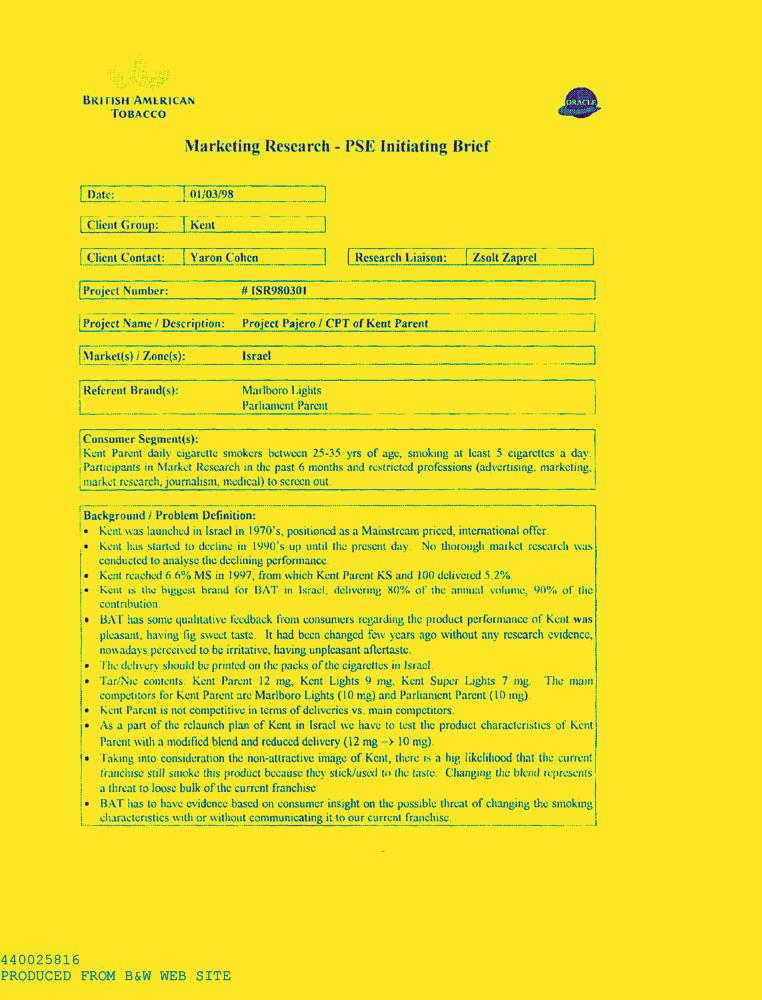 BRITISH AMERICAN
TOBACCO
ORACLE
Marketing Research - PSE Initiating Brief
Date: 01/03/98
Client Group: Kent
Client Contact: Yaron Cohen Research Liaison: Zsolt Zaprel
Project Number: # ISR980301
Project Name / Description: Project Pajero / CPT of Kent Parent
Market(s) / Zone(s): Israel
Referent Brand(s): Marlboro Lights
Parliament Parent
Consumer Segment(s):
Kent Parent daily cigarette smokers between 25-35 yrs of age, smoking at least 5 cigarettes a day.
Participants in Market Research in the past 6 months and restricted professions (advertising, marketing,
market research, journalism, medical) to screen out.
Background / Problem Definition:
• Kent was launched in Israel in 1970's, positioned as a Mainstream priced, international offer.
• Kent has started to decline in 1990's up until the present day. No thorough market research was
conducted to analyse the declining performance.
• Kent reached 6.6% MS in 1997, from which Kent Parent KS and 100 delivered 5.2%.
• Kent is the biggest brand for BAT in Israel, delivering 80% of the annual volume, 90% of the
contribution.
• BAT has some qualitative feedback from consumers regarding the product performance of Kent was
pleasant, having fig sweet taste. It had been changed few years ago without any research evidence,
nowadays perceived to be irritative, having unpleasant aftertaste.
• The delivery should be printed on the packs of the cigarettes in Israel.
• Tar/Nic contents: Kent Parent 12 mg, Kent Lights 9 mg, Kent Super Lights 7 mg. The main
competitors for Kent Parent are Marlboro Lights (10 mg) and Parliament Parent (10 mg).
• Kent Parent is not competitive in terms of deliveries vs. main competitors.
• As a part of the relaunch plan of Kent in Israel we have to test the product characteristics of Kent
Parent with a modified blend and reduced delivery (12 mg --> 10 mg).
• Taking into consideration the non-attractive image of Kent, there is a big likelihood that the current
franchise still smoke this product because they stick/used to the taste. Changing the blend represents
a threat to loose bulk of the current franchise.
• BAT has to have evidence based on consumer insight on the possible threat of changing the smoking
characteristics with or without communicating it to our current franchise.
440025816
PRODUCED FROM B&W WEB SITE